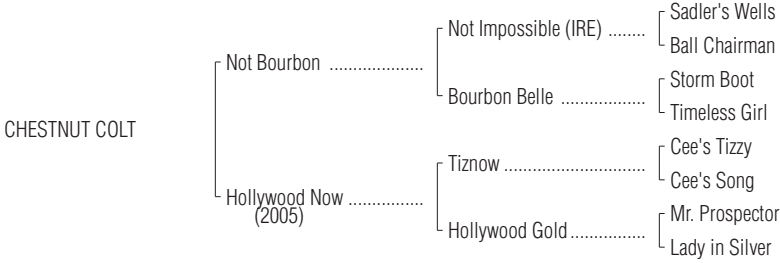 Sadler's Wells
Not Impossible (IRE) ........
Ball Chairman
Not Bourbon ....................
Storm Boot
Bourbon Belle ..................
Timeless Girl
CHESTNUT COLT
Cee's Tizzy
Tiznow ..............................
Cee's Song
Hollywood Now ................
(2005)
Mr. Prospector
Hollywood Gold ................
Lady in Silver